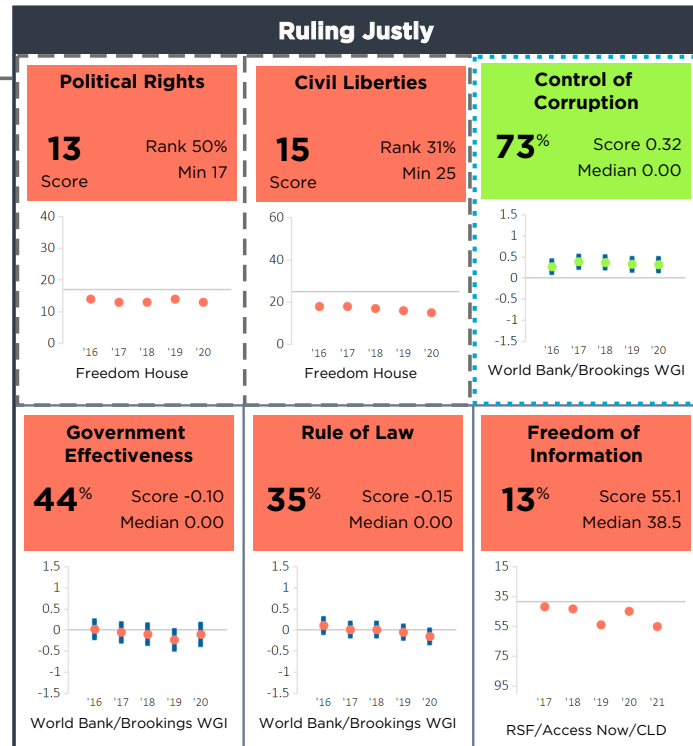 Ruling Justly
Political Rights
13
Score
Rank 50%
Min 17
40
30
20
10
0
'16 '17 '18 '19 '20
Freedom House
Civil Liberties
15
Score
Rank 31%
Min 25
60
40
20
0
'16 '17 '18 '19 '20
Freedom House
Control of
Corruption
73%
Score 0.32
Median 0.00
1.5
1
0.5
0
-0.5
-1
-1.5
'16 '17 '18 '19 '20
World Bank/Brookings WGI
Government
Effectiveness
44%
Score -0.10
Median 0.00
1.5
1
0.5
0
-0.5
-1
-1.5
'16 '17 '18 '19 '20
World Bank/Brookings WGI
Rule of Law
35%
Score -0.15
Median 0.00
1.5
1
0.5
0
-0.5
-1
-1.5
'16 '17 '18 '19 '20
World Bank/Brookings WGI
Freedom of
Information
13%
Score 55.1
Median 38.5
15
35
55
75
95
'17 '18 '19 '20 '21
RSF/Access Now/CLD